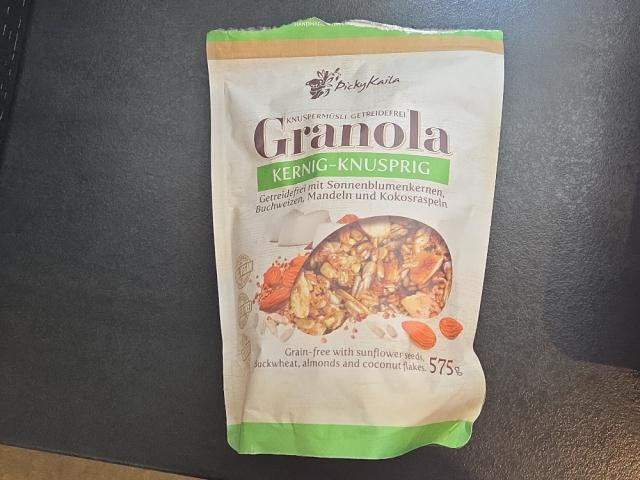 HANDMADE
PickyKaila
KNUSPERMÜSLI GETREIDEFREI
Granola
KERNIG-KNUSPRIG
Getreidefrei mit Sonnenblumenkernen,
Buchweizen, Mandeln und Kokosraspeln
Grain-free with sunflower seeds,
buckwheat, almonds and coconut flakes. 575g